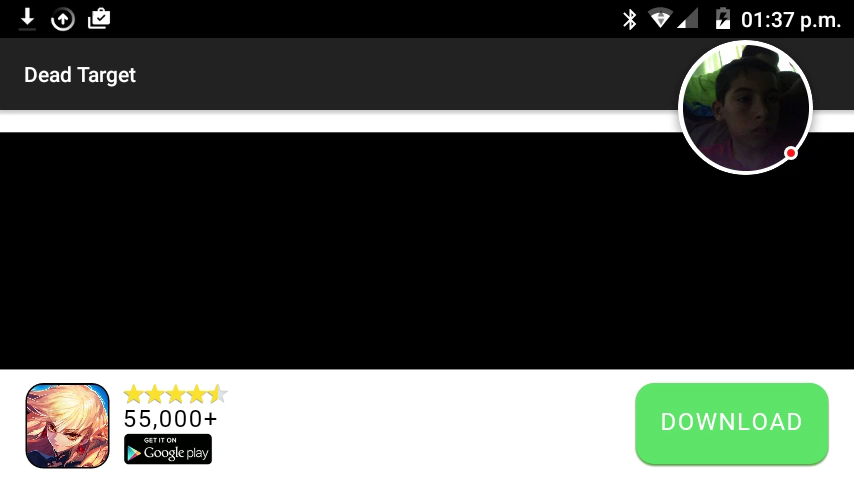 01:37 p.m.
Dead Target
55,000+
GET IT ON
Google play
DOWNLOAD